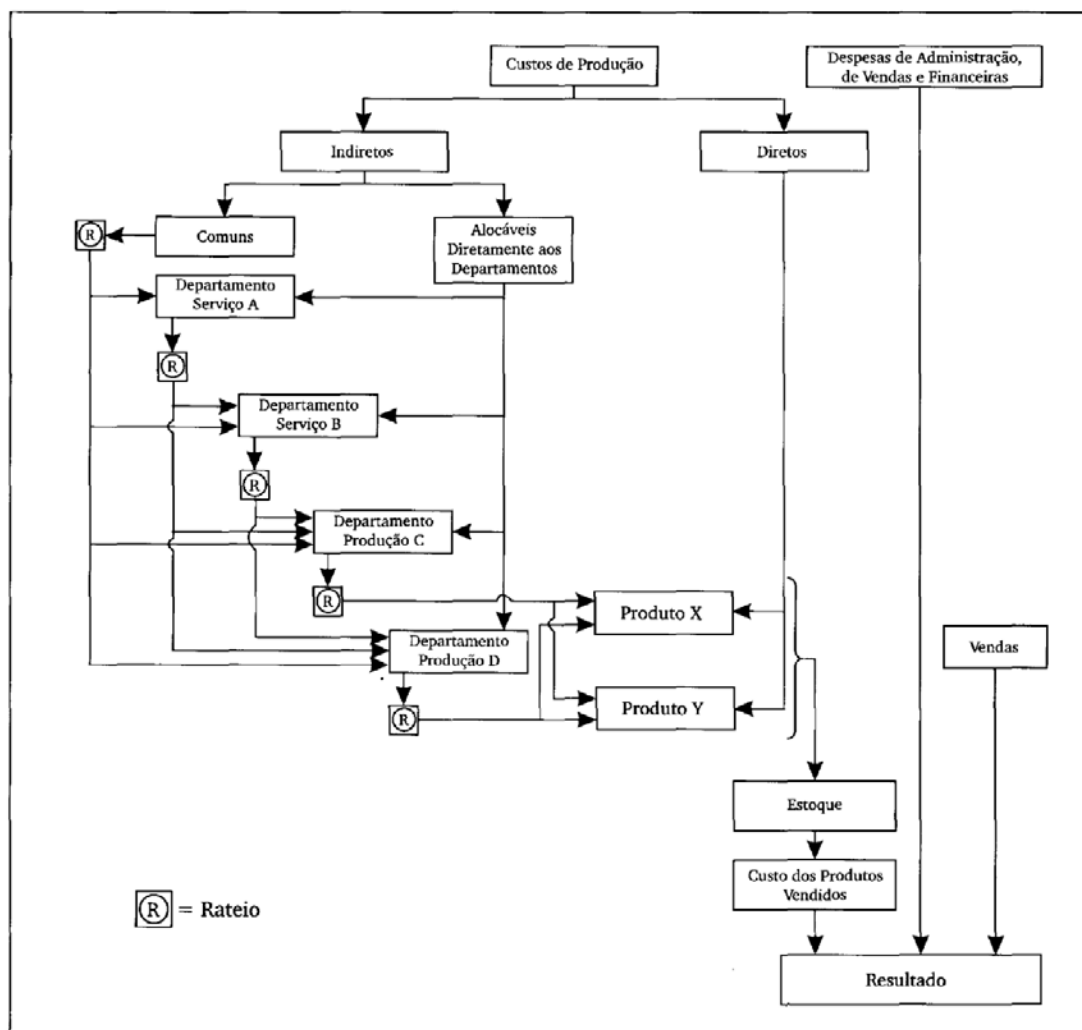 Custos de Produção
Despesas de Administração,
de Vendas e Financeiras
Indiretos
Diretos
R
Comuns
Alocáveis
Diretamente aos
Departamentos
Departamento
Serviço A
R
Departamento
Serviço B
R
Departamento
Produção C
R
Produto X
Departamento
Produção D
Vendas
R
Produto Y
Estoque
Custo dos Produtos
Vendidos
R = Rateio
Resultado